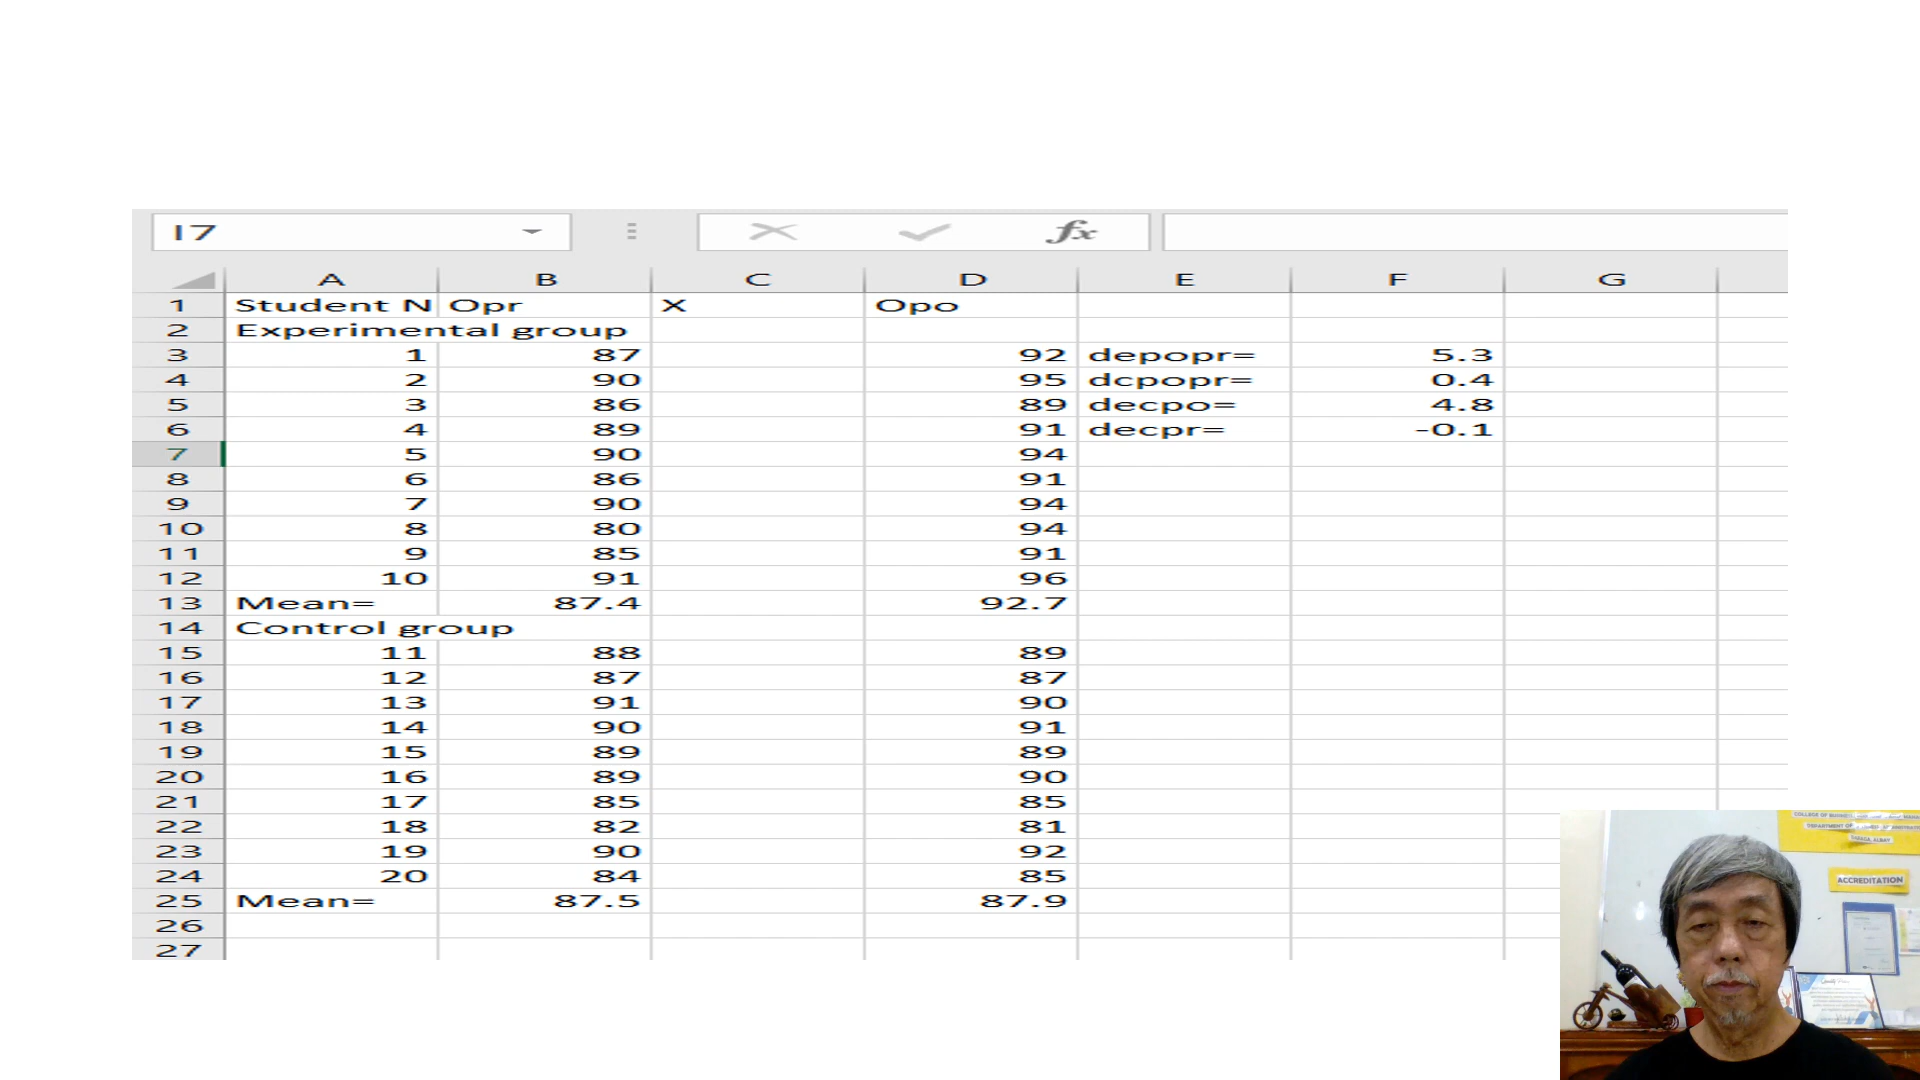 I7 fx
A B C D E F G
1 Student N Opr X Opo
2 Experimental group
3 1 87 92 depopr= 5.3
4 2 90 95 dcpopr= 0.4
5 3 86 89 decpo= 4.8
6 4 89 91 decpr= -0.1
7 5 90 94
8 6 86 91
9 7 90 94
10 8 80 94
11 9 85 91
12 10 91 96
13 Mean= 87.4 92.7
14 Control group
15 11 88 89
16 12 87 87
17 13 91 90
18 14 90 91
19 15 89 89
20 16 89 90
21 17 85 85
22 18 82 81
23 19 90 92
24 20 84 85
25 Mean= 87.5 87.9
26
27
COLLEGE OF
DEPARTMENT OF
ACCREDITATION